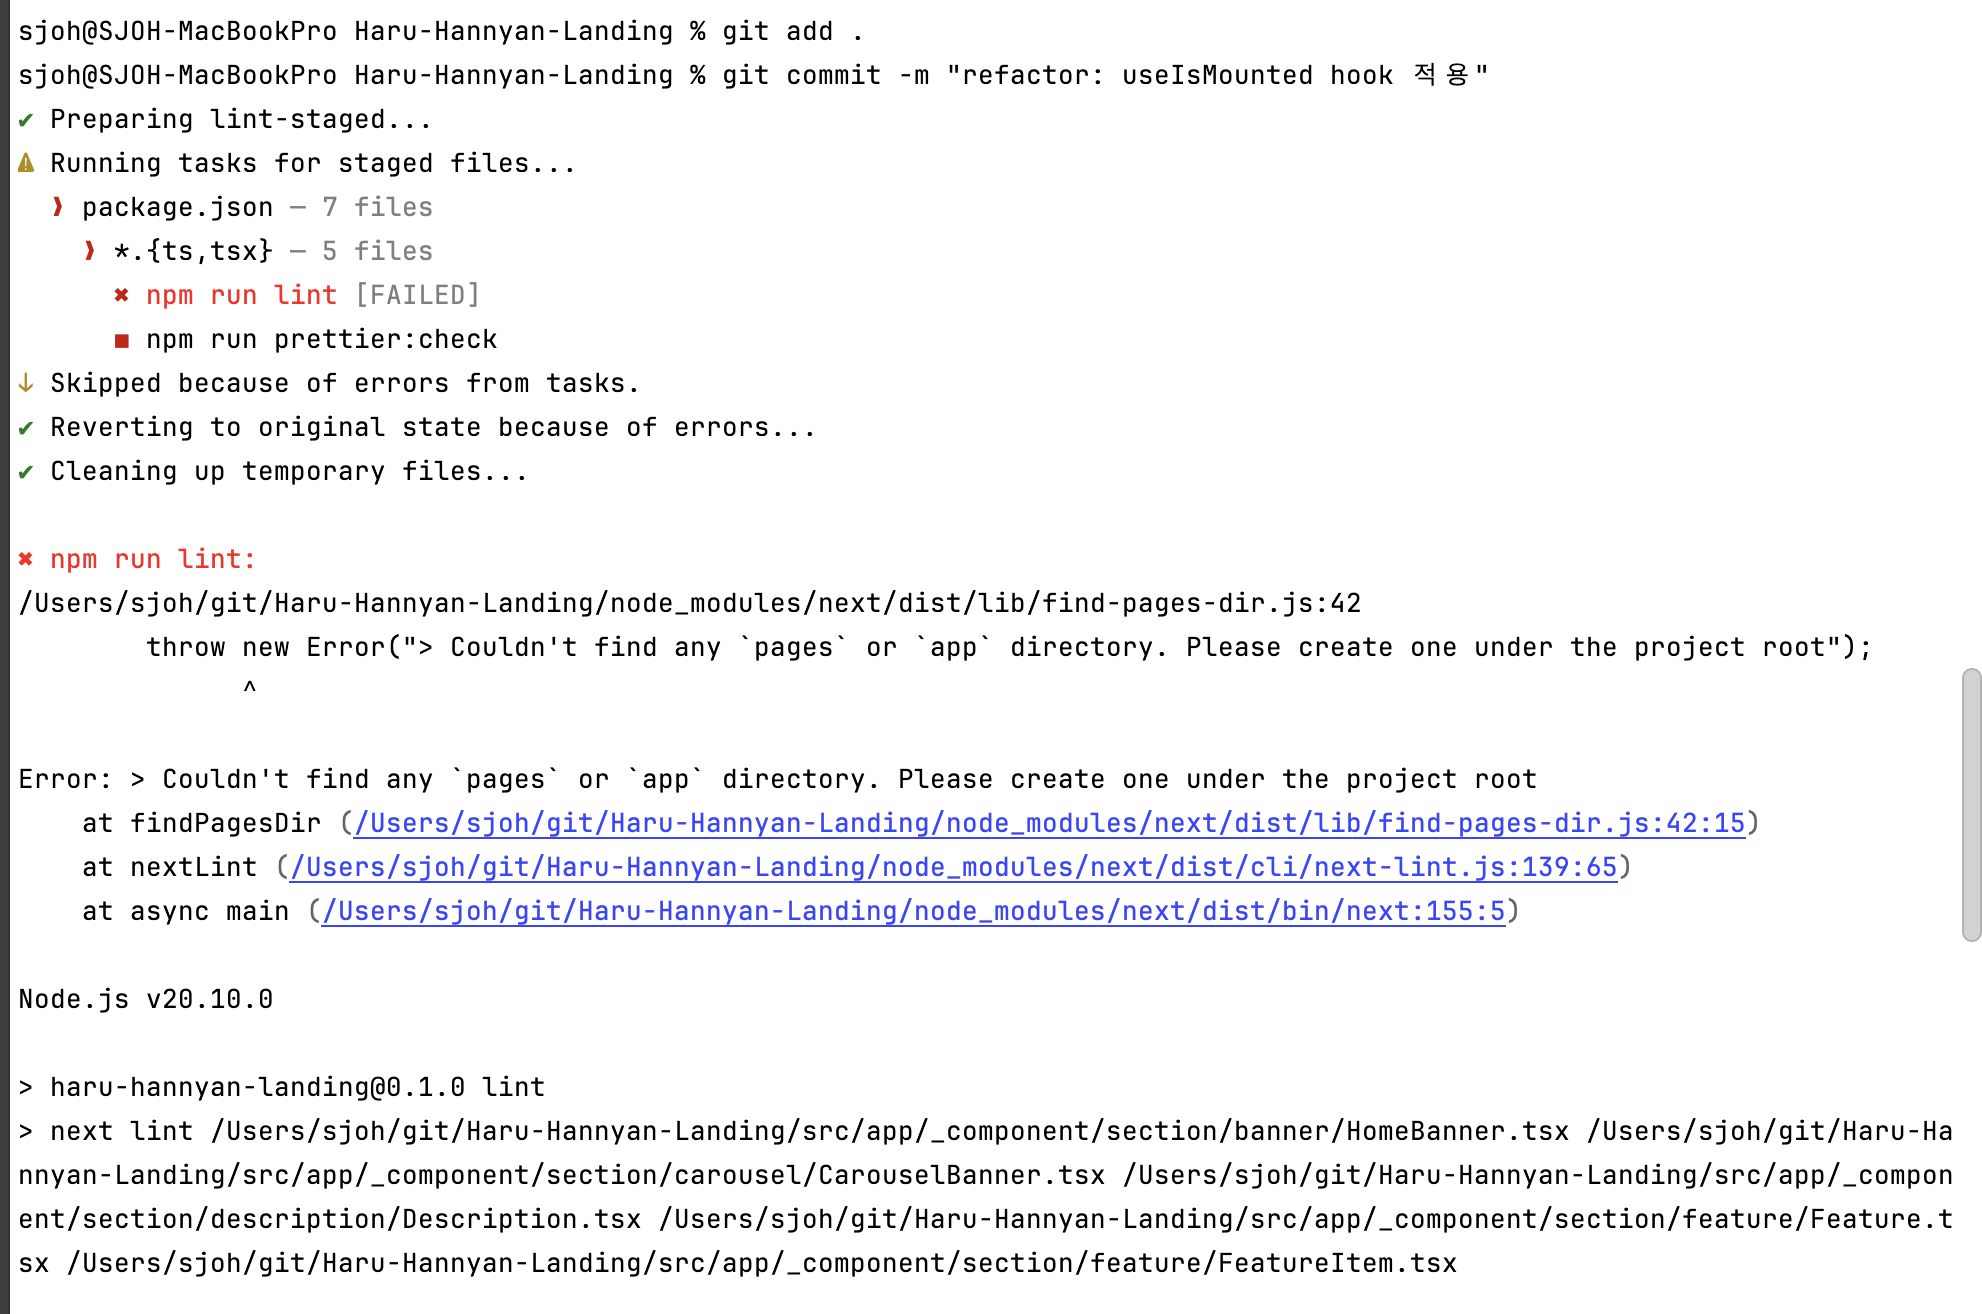 sjoh@SJOH-MacBookPro Haru-Hannyan-Landing % git add .
sjoh@SJOH-MacBookPro Haru-Hannyan-Landing % git commit -m "refactor: useIsMounted hook 적용"
✔ Preparing lint-staged...
⚠ Running tasks for staged files...
  ❯ package.json — 7 files
    ❯ *.{ts,tsx} — 5 files
      ✖ npm run lint [FAILED]
      ■ npm run prettier:check
↓ Skipped because of errors from tasks.
✔ Reverting to original state because of errors...
✔ Cleaning up temporary files...

✖ npm run lint:
/Users/sjoh/git/Haru-Hannyan-Landing/node_modules/next/dist/lib/find-pages-dir.js:42
        throw new Error("> Couldn't find any `pages` or `app` directory. Please create one under the project root");
              ^

Error: > Couldn't find any `pages` or `app` directory. Please create one under the project root
    at findPagesDir (/Users/sjoh/git/Haru-Hannyan-Landing/node_modules/next/dist/lib/find-pages-dir.js:42:15)
    at nextLint (/Users/sjoh/git/Haru-Hannyan-Landing/node_modules/next/dist/cli/next-lint.js:139:65)
    at async main (/Users/sjoh/git/Haru-Hannyan-Landing/node_modules/next/dist/bin/next:155:5)

Node.js v20.10.0

> haru-hannyan-landing@0.1.0 lint
> next lint /Users/sjoh/git/Haru-Hannyan-Landing/src/app/_component/section/banner/HomeBanner.tsx /Users/sjoh/git/Haru-Ha
nnyan-Landing/src/app/_component/section/carousel/CarouselBanner.tsx /Users/sjoh/git/Haru-Hannyan-Landing/src/app/_compon
ent/section/description/Description.tsx /Users/sjoh/git/Haru-Hannyan-Landing/src/app/_component/section/feature/Feature.t
sx /Users/sjoh/git/Haru-Hannyan-Landing/src/app/_component/section/feature/FeatureItem.tsx